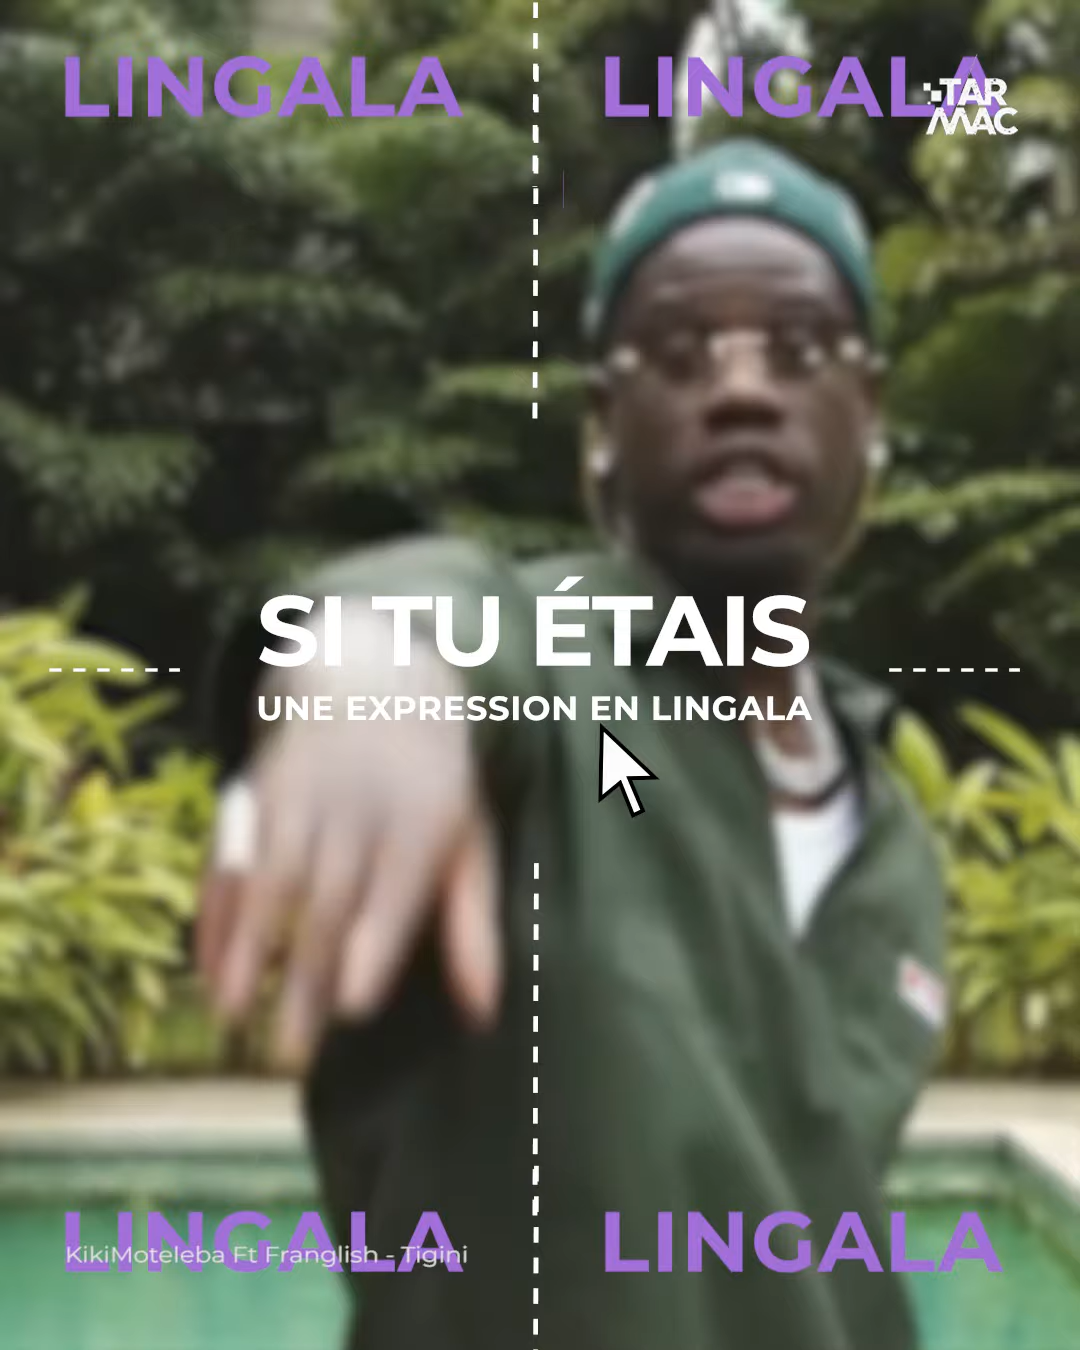 LINGALA
LINGALA
TAR
MAC
SI TU ÉTAIS
UNE EXPRESSION EN LINGALA
LINGALA
LINGALA
KikiMoteleba Ft Franglish - Tigini